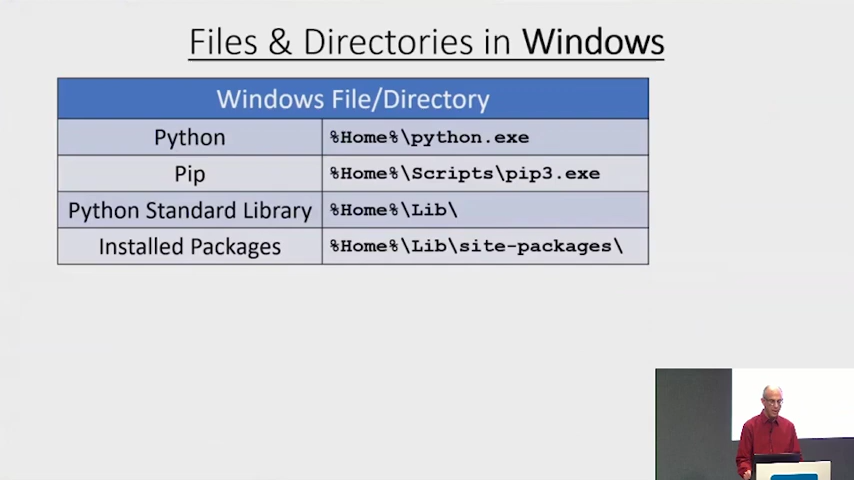 Files & Directories in Windows
Windows File/Directory
Python %Home%\python.exe
Pip %Home%\Scripts\pip3.exe
Python Standard Library %Home%\Lib\
Installed Packages %Home%\Lib\site-packages\